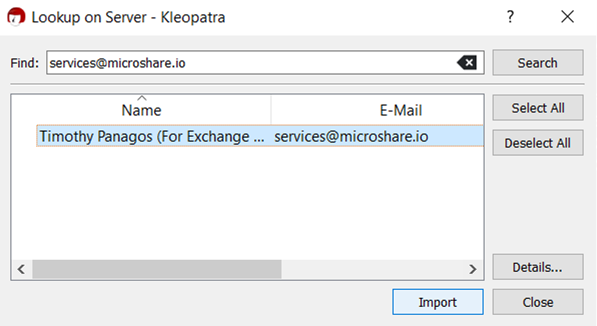 Lookup on Server - Kleopatra
Find: services@microshare.io Search
Name E-Mail Select All
Timothy Panagos (For Exchange ... services@microshare.io Deselect All
Details...
Import Close